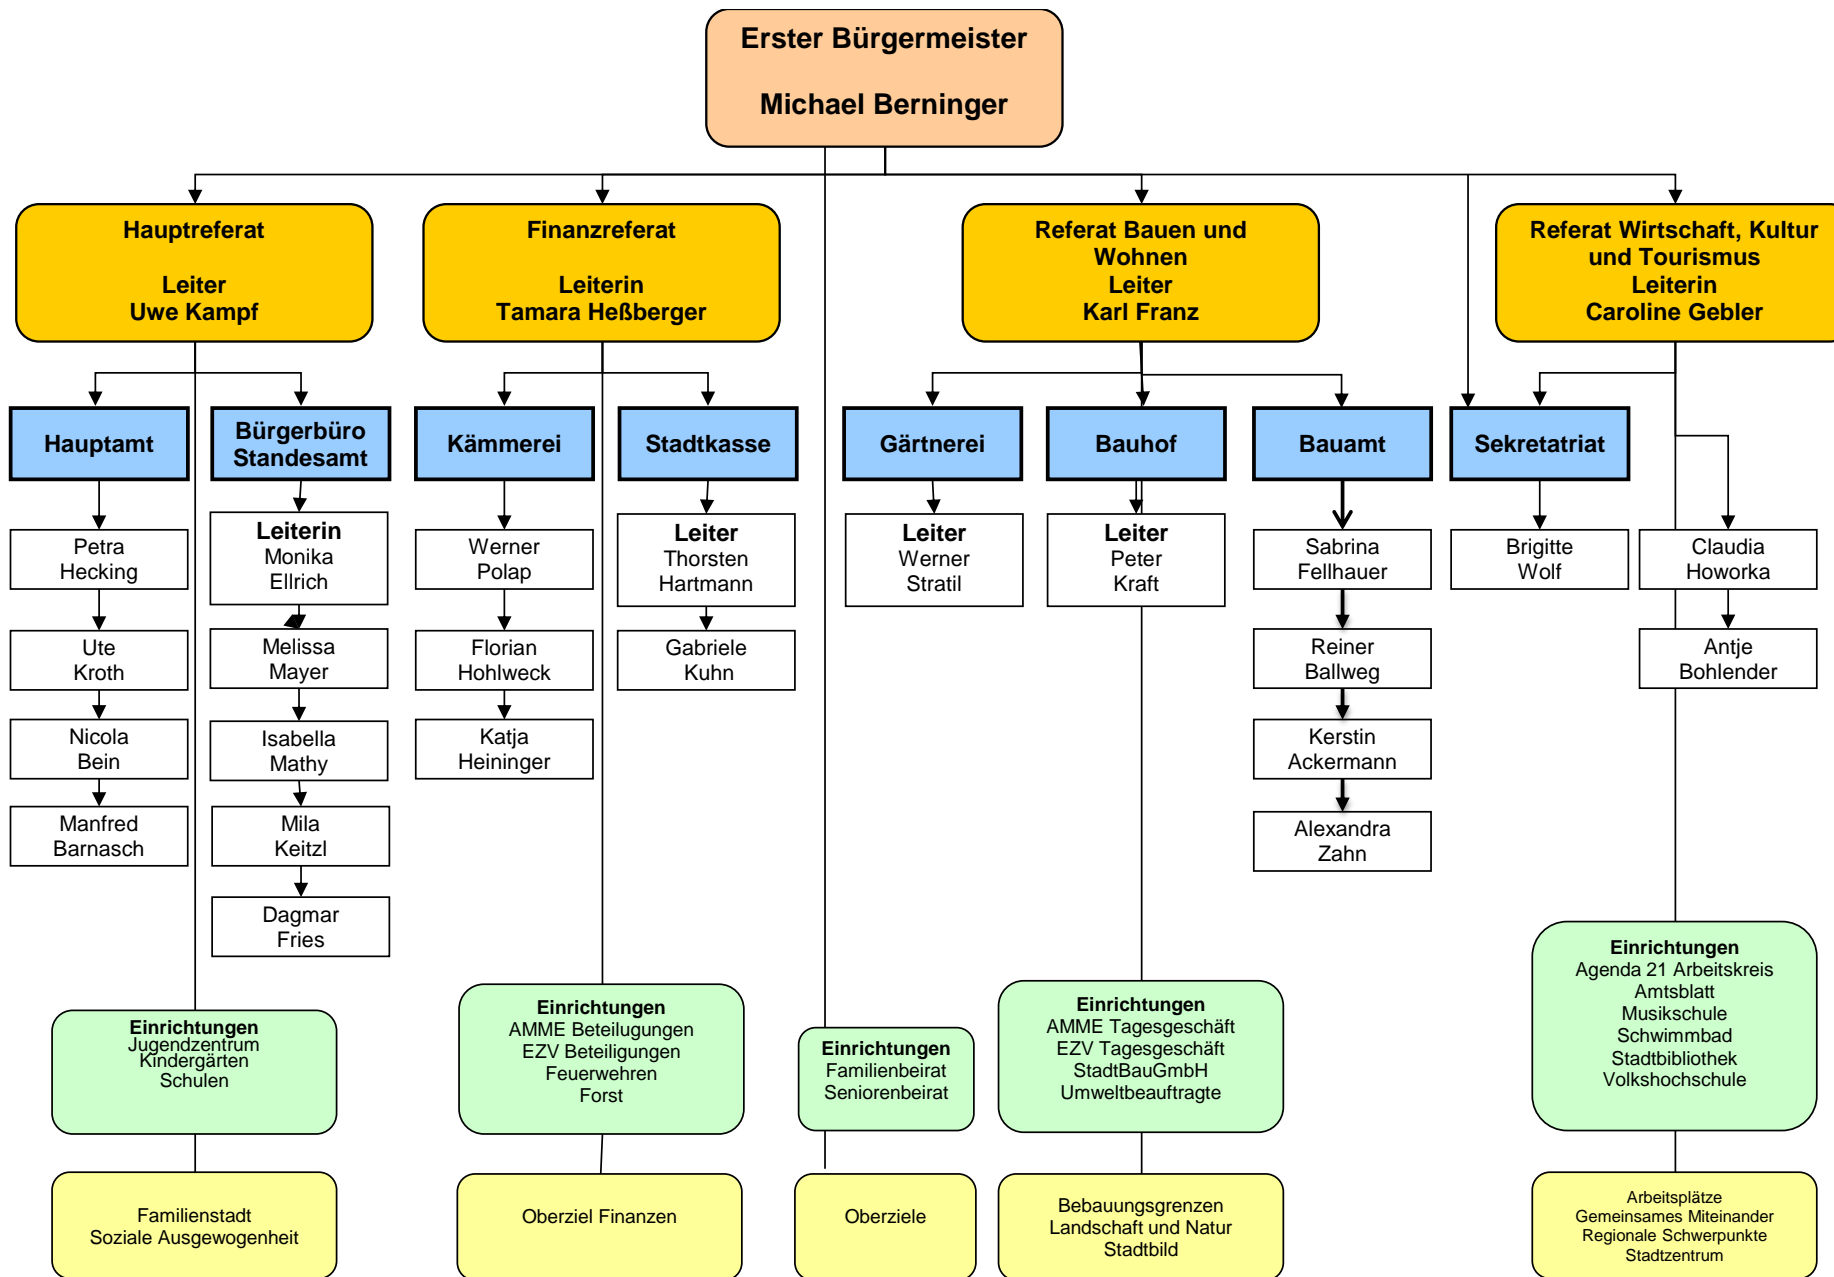 Erster Bürgermeister
Michael Berninger
Hauptreferat
Leiter
Uwe Kampf
Finanzreferat
Leiterin
Tamara Heßberger
Referat Bauen und
Wohnen
Leiter
Karl Franz
Referat Wirtschaft, Kultur
und Tourismus
Leiterin
Caroline Gebler
Hauptamt
Bürgerbüro
Standesamt
Kämmerei
Stadtkasse
Gärtnerei
Bauhof
Bauamt
Sekretatriat
Petra
Hecking
Ute
Kroth
Nicola
Bein
Manfred
Barnasch
Leiterin
Monika
Ellrich
Melissa
Mayer
Isabella
Mathy
Mila
Keitzl
Dagmar
Fries
Werner
Polap
Florian
Hohlweck
Katja
Heininger
Leiter
Thorsten
Hartmann
Gabriele
Kuhn
Leiter
Werner
Stratil
Leiter
Peter
Kraft
Sabrina
Fellhauer
Reiner
Ballweg
Kerstin
Ackermann
Alexandra
Zahn
Brigitte
Wolf
Claudia
Howorka
Antje
Bohlender
Einrichtungen
Jugendzentrum
Kindergärten
Schulen
Einrichtungen
AMME Beteilugungen
EZV Beteiligungen
Feuerwehren
Forst
Einrichtungen
Familienbeirat
Seniorenbeirat
Einrichtungen
AMME Tagesgeschäft
EZV Tagesgeschäft
StadtBauGmbH
Umweltbeauftragte
Einrichtungen
Agenda 21 Arbeitskreis
Amtsblatt
Musikschule
Schwimmbad
Stadtbibliothek
Volkshochschule
Familienstadt
Soziale Ausgewogenheit
Oberziel Finanzen
Oberziele
Bebauungsgrenzen
Landschaft und Natur
Stadtbild
Arbeitsplätze
Gemeinsames Miteinander
Regionale Schwerpunkte
Stadtzentrum